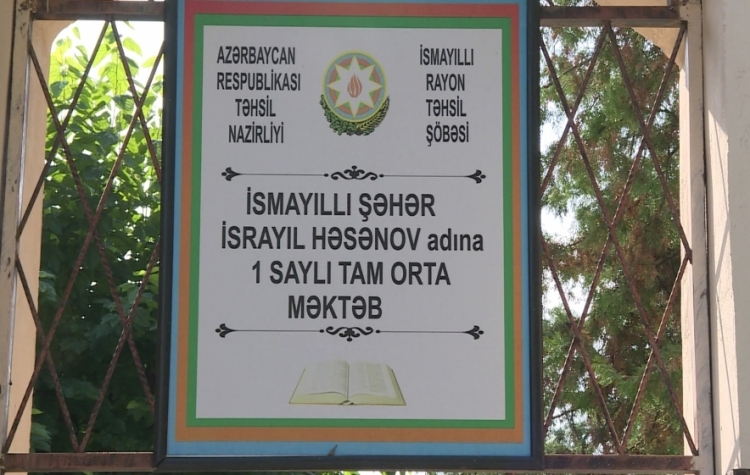 AZƏRBAYCAN
RESPUBLİKASI
TƏHSİL
NAZİRLİYİ
İSMAYILLI
RAYON
TƏHSİL
ŞÖBƏSİ
İSMAYILLI ŞƏHƏR
İSRAYIL HƏSƏNOV adına
1 SAYLI TAM ORTA
MƏKTƏB